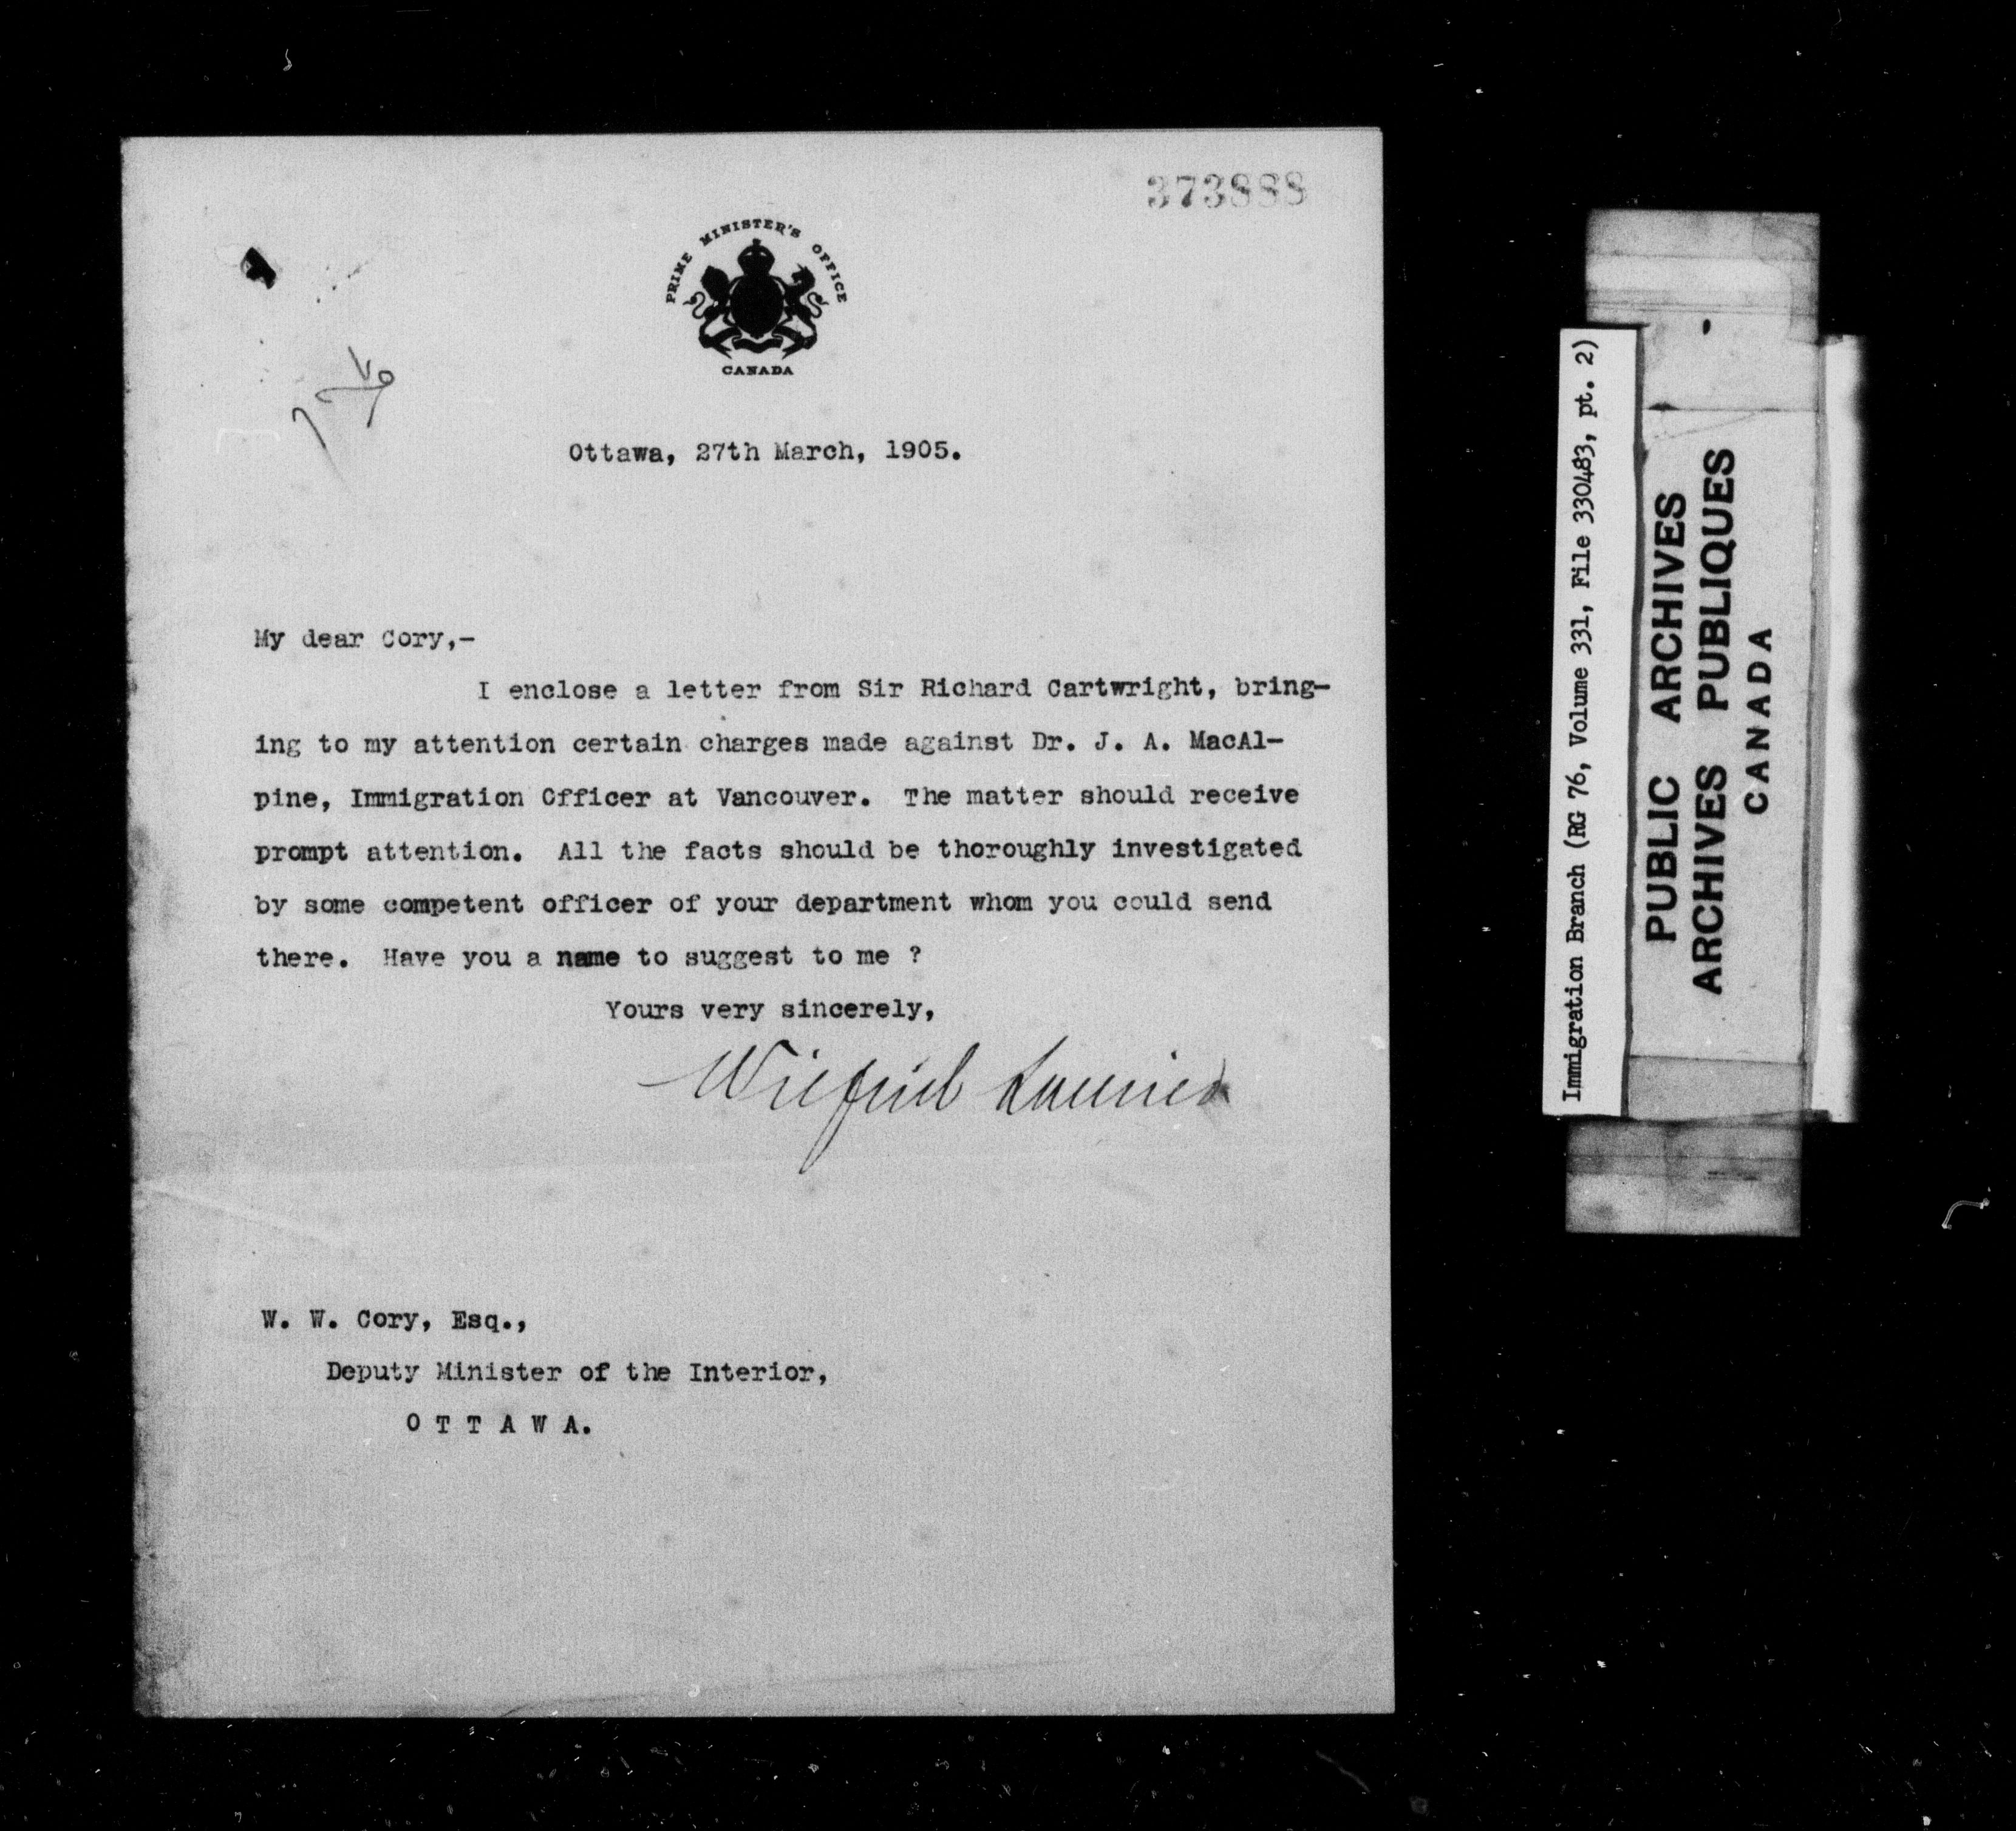 373888
PRIME MINISTER'S OFFICE
CANADA
Ottawa, 27th March, 1905.
My dear Cory,-
I enclose a letter from Sir Richard Cartwright, bring-
ing to my attention certain charges made against Dr. J. A. MacAl-
pine, Immigration Officer at Vancouver. The matter should receive
prompt attention. All the facts should be thoroughly investigated
by some competent officer of your department whom you could send
there. Have you a name to suggest to me ?
Yours very sincerely,
Wilfrid Laurier
W. W. Cory, Esq.,
Deputy Minister of the Interior,
O T T A W A.
Immigration Branch (RG 76, Volume 331, File 330483, pt. 2)
PUBLIC ARCHIVES
ARCHIVES PUBLIQUES
CANADA